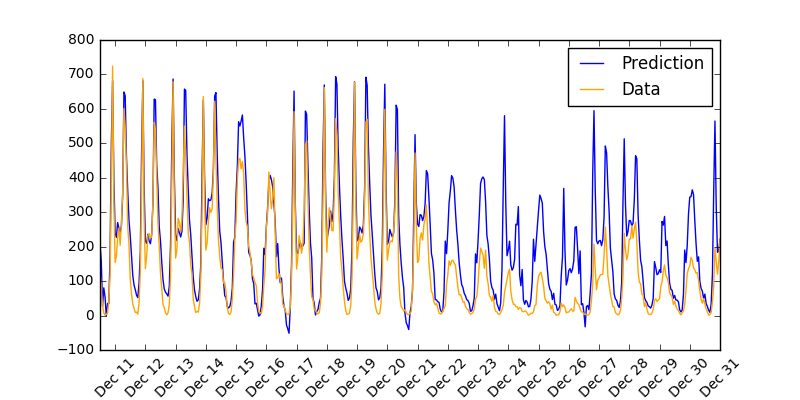 800
700
600
500
400
300
200
100
0
−100
Prediction
Data
Dec 11
Dec 12
Dec 13
Dec 14
Dec 15
Dec 16
Dec 17
Dec 18
Dec 19
Dec 20
Dec 21
Dec 22
Dec 23
Dec 24
Dec 25
Dec 26
Dec 27
Dec 28
Dec 29
Dec 30
Dec 31